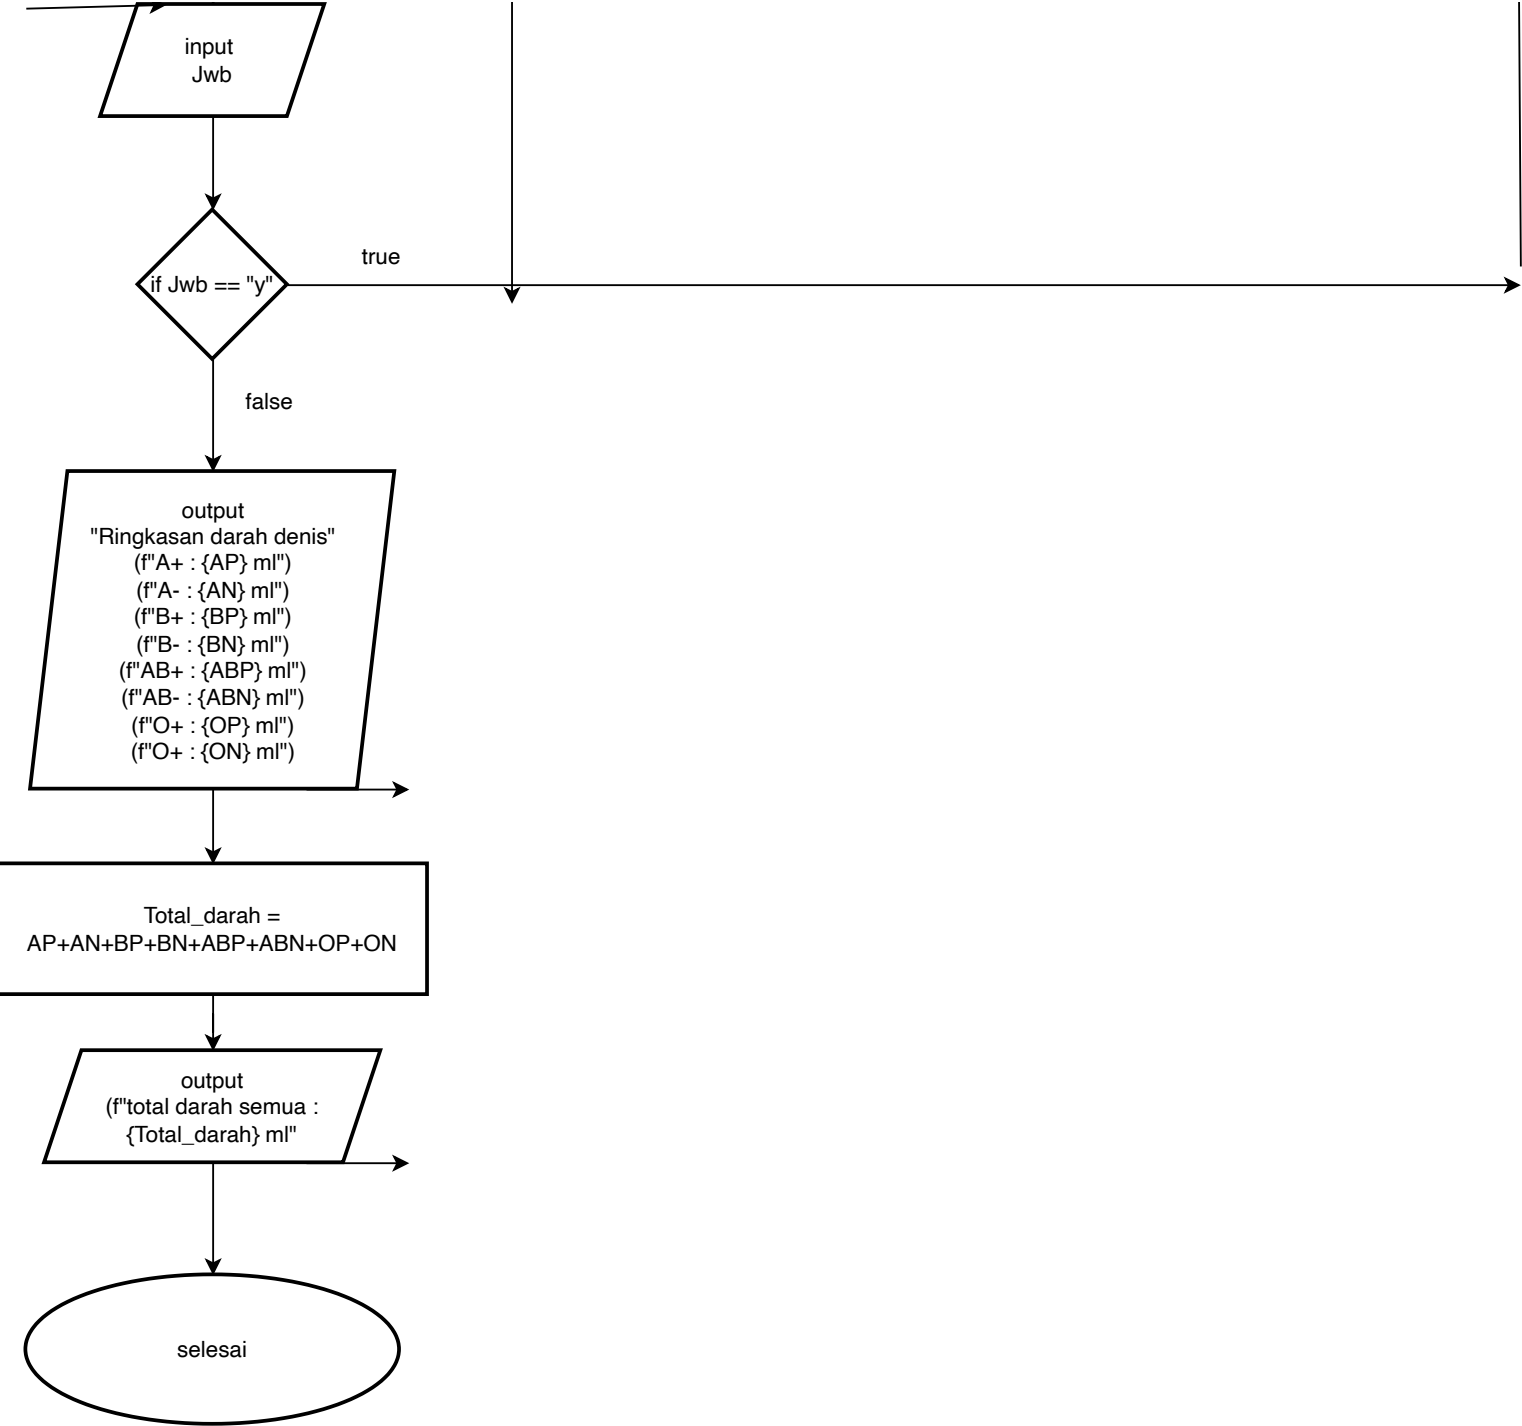 input
Jwb
if Jwb == "y"
true
false
output
"Ringkasan darah denis"
(f"A+ : {AP} ml")
(f"A- : {AN} ml")
(f"B+ : {BP} ml")
(f"B- : {BN} ml")
(f"AB+ : {ABP} ml")
(f"AB- : {ABN} ml")
(f"O+ : {OP} ml")
(f"O+ : {ON} ml")
Total_darah =
AP+AN+BP+BN+ABP+ABN+OP+ON
output
(f"total darah semua :
{Total_darah} ml"
selesai